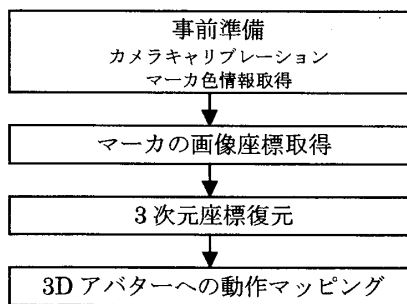 事前準備
カメラキャリブレーション
マーカ色情報取得
マーカの画像座標取得
3次元座標復元
3Dアバターへの動作マッピング